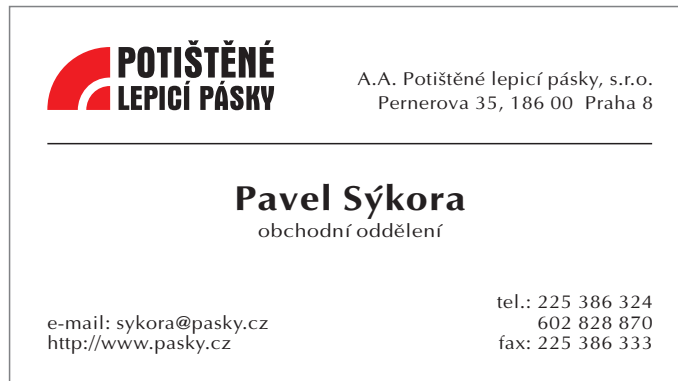 POTIŠTĚNÉ
LEPICÍ PÁSKY
A.A. Potištěné lepicí pásky, s.r.o.
Pernerova 35, 186 00 Praha 8
Pavel Sýkora
obchodní oddělení
e-mail: sykora@pasky.cz
http://www.pasky.cz
tel.: 225 386 324
602 828 870
fax: 225 386 333